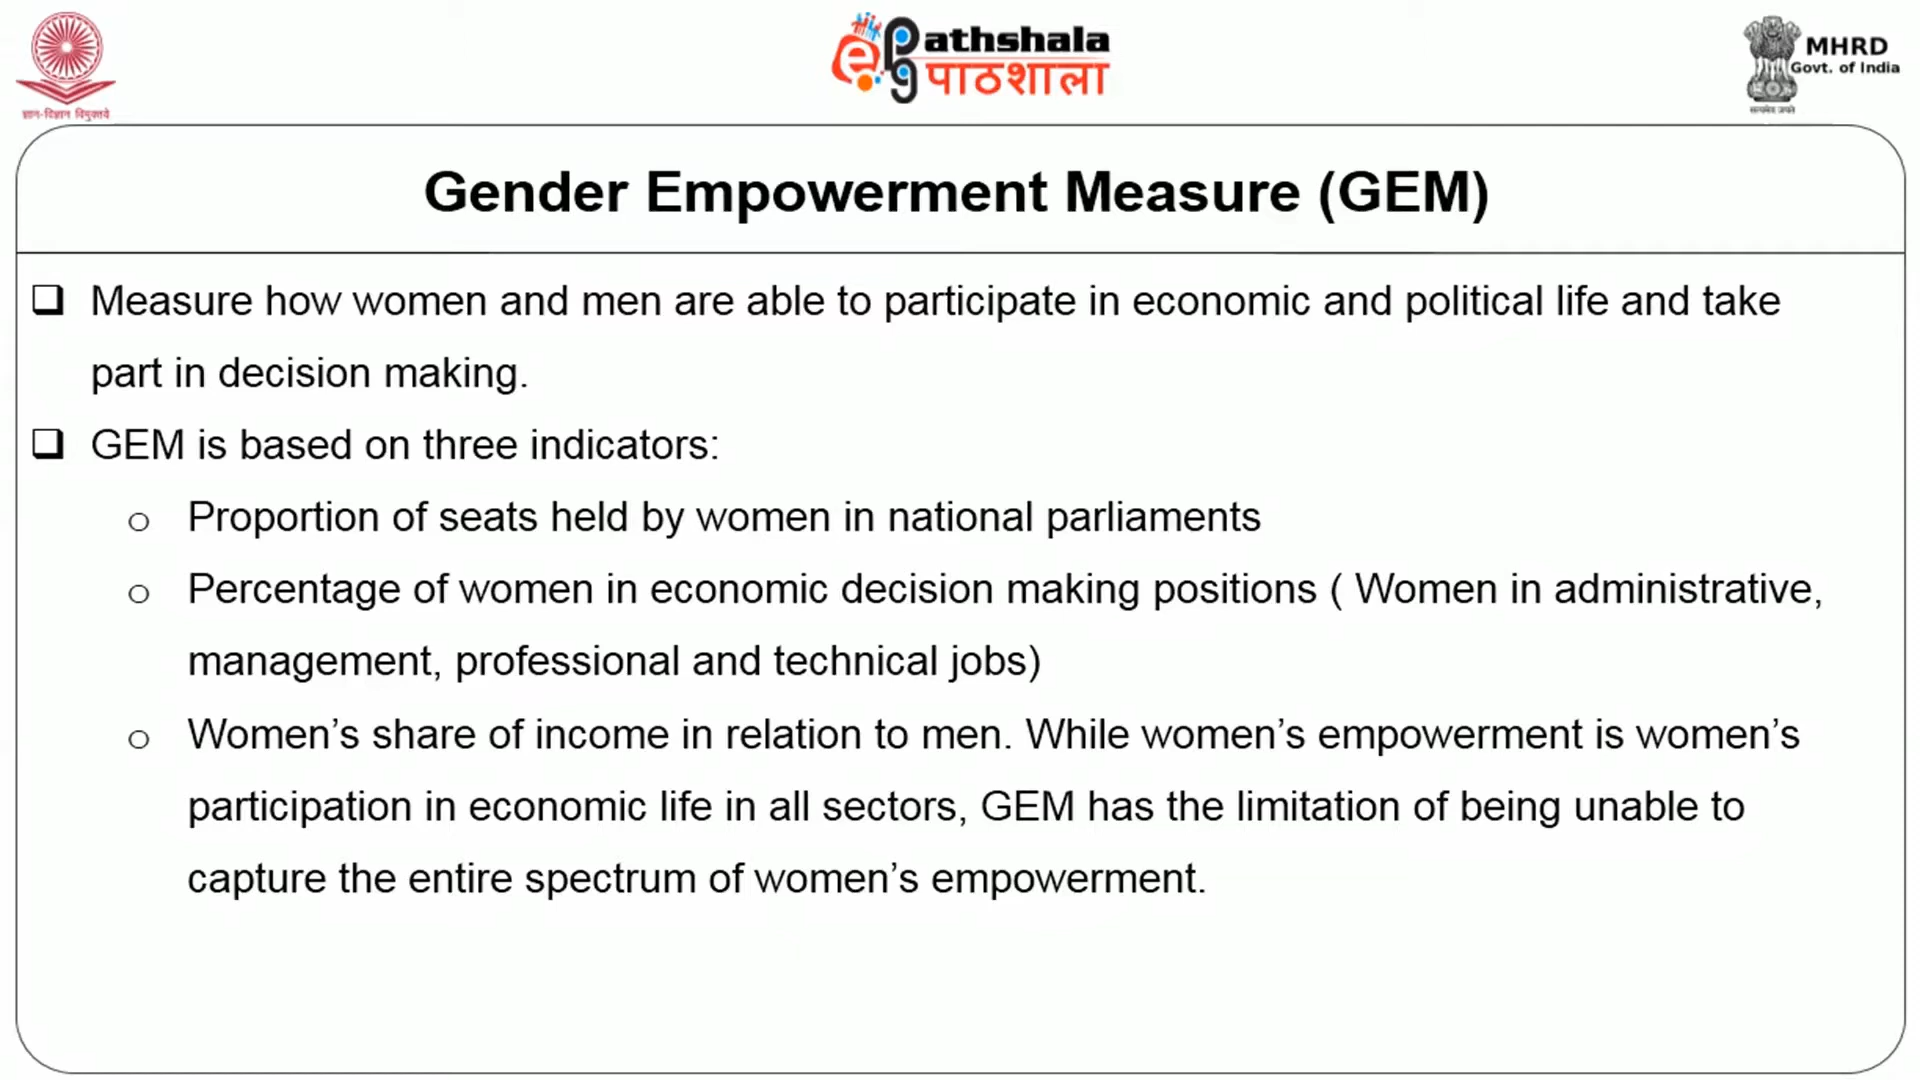 ज्ञान-विज्ञान विमुक्तये
ePathshala
पाठशाला
MHRD
Govt. of India
सत्यमेव जयते
Gender Empowerment Measure (GEM)
Measure how women and men are able to participate in economic and political life and take
part in decision making.
GEM is based on three indicators:
Proportion of seats held by women in national parliaments
Percentage of women in economic decision making positions ( Women in administrative,
management, professional and technical jobs)
Women’s share of income in relation to men. While women’s empowerment is women’s
participation in economic life in all sectors, GEM has the limitation of being unable to
capture the entire spectrum of women’s empowerment.